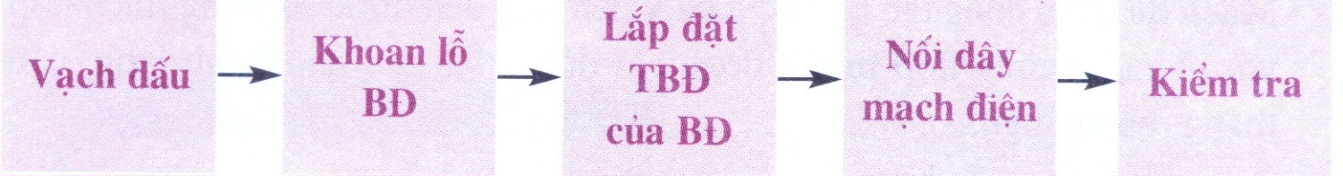 Vạch dấu
Khoan lỗ
BĐ
Lắp đặt
TBĐ
của BĐ
Nối dây
mạch điện
Kiểm tra